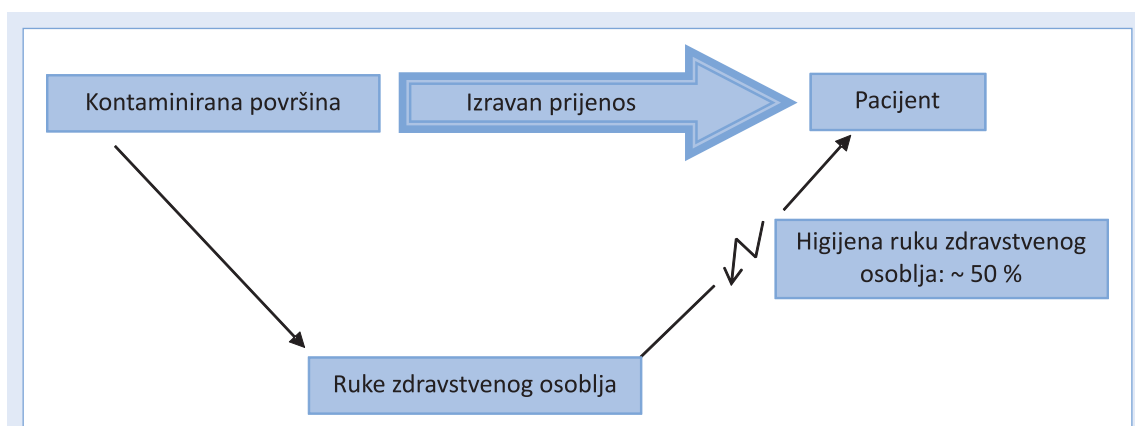 Kontaminirana površina
Izravan prijenos
Pacijent
Higijena ruku zdravstvenog
osoblja: ~ 50 %
Ruke zdravstvenog osoblja